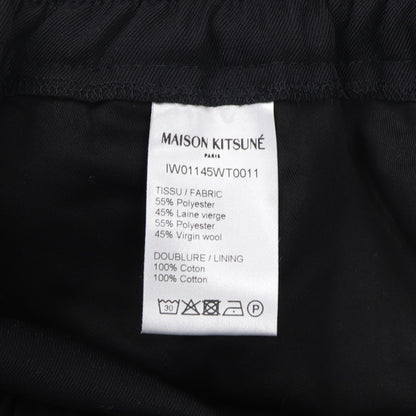 MAISON KITSUNÉ
PARIS
IW01145WT0011
TISSU / FABRIC
55% Polyester
45% Laine vierge
55% Polyester
45% Virgin wool
DOUBLURE / LINING
100% Coton
100% Cotton
30 P